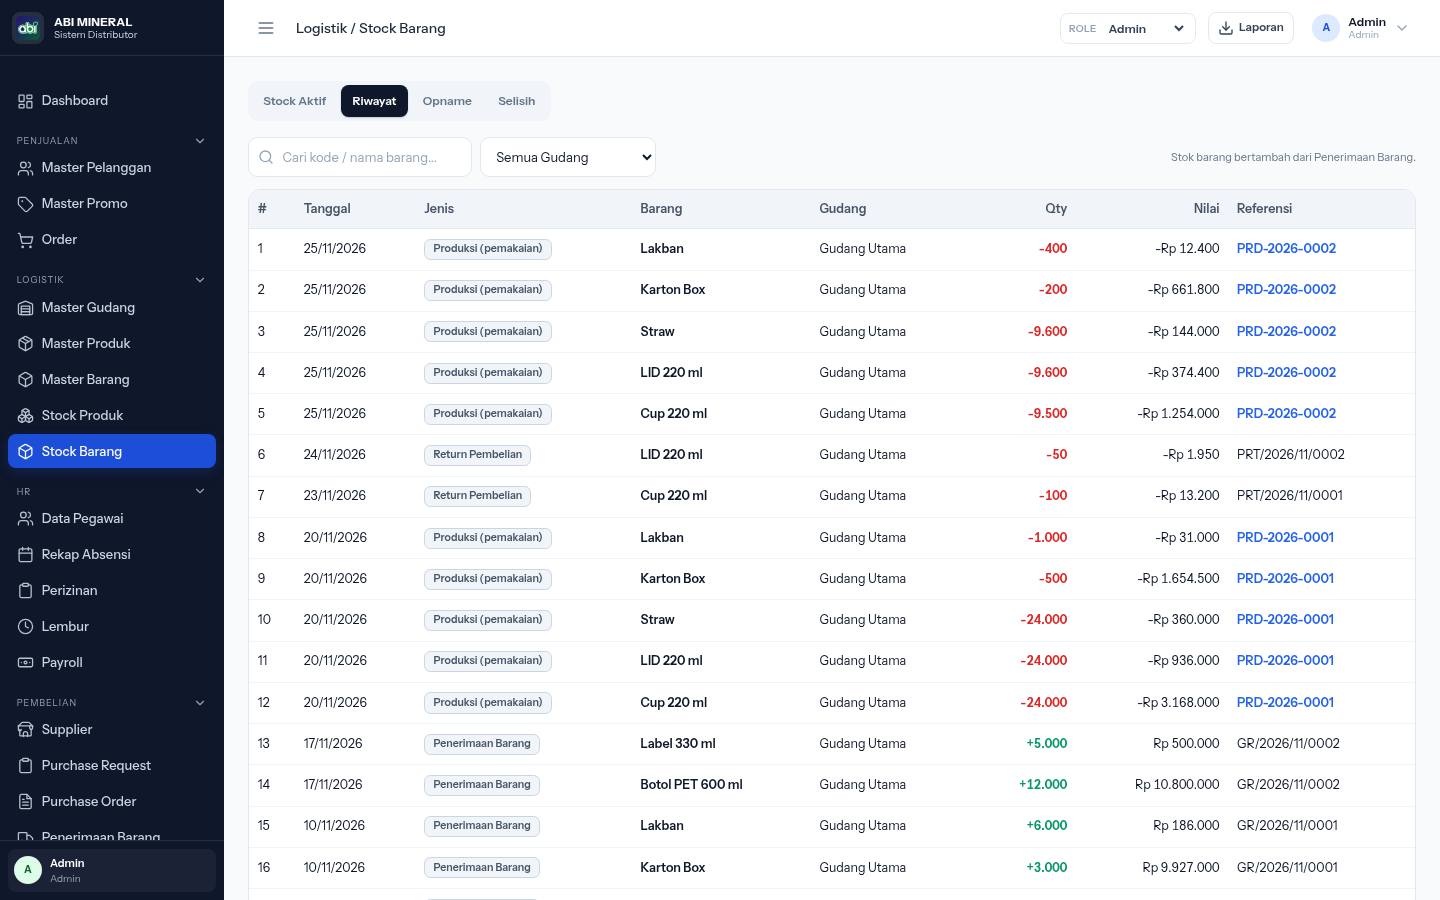 abi
ABI MINERAL
Sistem Distributor
Logistik / Stock Barang
ROLE Admin
Laporan
A Admin
Admin
Dashboard
PENJUALAN
Master Pelanggan
Master Promo
Order
LOGISTIK
Master Gudang
Master Produk
Master Barang
Stock Produk
Stock Barang
HR
Data Pegawai
Rekap Absensi
Perizinan
Lembur
Payroll
PEMBELIAN
Supplier
Purchase Request
Purchase Order
Penerimaan Barang
A Admin
Admin
Stock Aktif Riwayat Opname Selisih
Cari kode / nama barang... Semua Gudang Stok barang bertambah dari Penerimaan Barang.
# Tanggal Jenis Barang Gudang Qty Nilai Referensi
1 25/11/2026 Produksi (pemakaian) Lakban Gudang Utama -400 -Rp 12.400 PRD-2026-0002
2 25/11/2026 Produksi (pemakaian) Karton Box Gudang Utama -200 -Rp 661.800 PRD-2026-0002
3 25/11/2026 Produksi (pemakaian) Straw Gudang Utama -9.600 -Rp 144.000 PRD-2026-0002
4 25/11/2026 Produksi (pemakaian) LID 220 ml Gudang Utama -9.600 -Rp 374.400 PRD-2026-0002
5 25/11/2026 Produksi (pemakaian) Cup 220 ml Gudang Utama -9.500 -Rp 1.254.000 PRD-2026-0002
6 24/11/2026 Return Pembelian LID 220 ml Gudang Utama -50 -Rp 1.950 PRT/2026/11/0002
7 23/11/2026 Return Pembelian Cup 220 ml Gudang Utama -100 -Rp 13.200 PRT/2026/11/0001
8 20/11/2026 Produksi (pemakaian) Lakban Gudang Utama -1.000 -Rp 31.000 PRD-2026-0001
9 20/11/2026 Produksi (pemakaian) Karton Box Gudang Utama -500 -Rp 1.654.500 PRD-2026-0001
10 20/11/2026 Produksi (pemakaian) Straw Gudang Utama -24.000 -Rp 360.000 PRD-2026-0001
11 20/11/2026 Produksi (pemakaian) LID 220 ml Gudang Utama -24.000 -Rp 936.000 PRD-2026-0001
12 20/11/2026 Produksi (pemakaian) Cup 220 ml Gudang Utama -24.000 -Rp 3.168.000 PRD-2026-0001
13 17/11/2026 Penerimaan Barang Label 330 ml Gudang Utama +5.000 Rp 500.000 GR/2026/11/0002
14 17/11/2026 Penerimaan Barang Botol PET 600 ml Gudang Utama +12.000 Rp 10.800.000 GR/2026/11/0002
15 10/11/2026 Penerimaan Barang Lakban Gudang Utama +6.000 Rp 186.000 GR/2026/11/0001
16 10/11/2026 Penerimaan Barang Karton Box Gudang Utama +3.000 Rp 9.927.000 GR/2026/11/0001